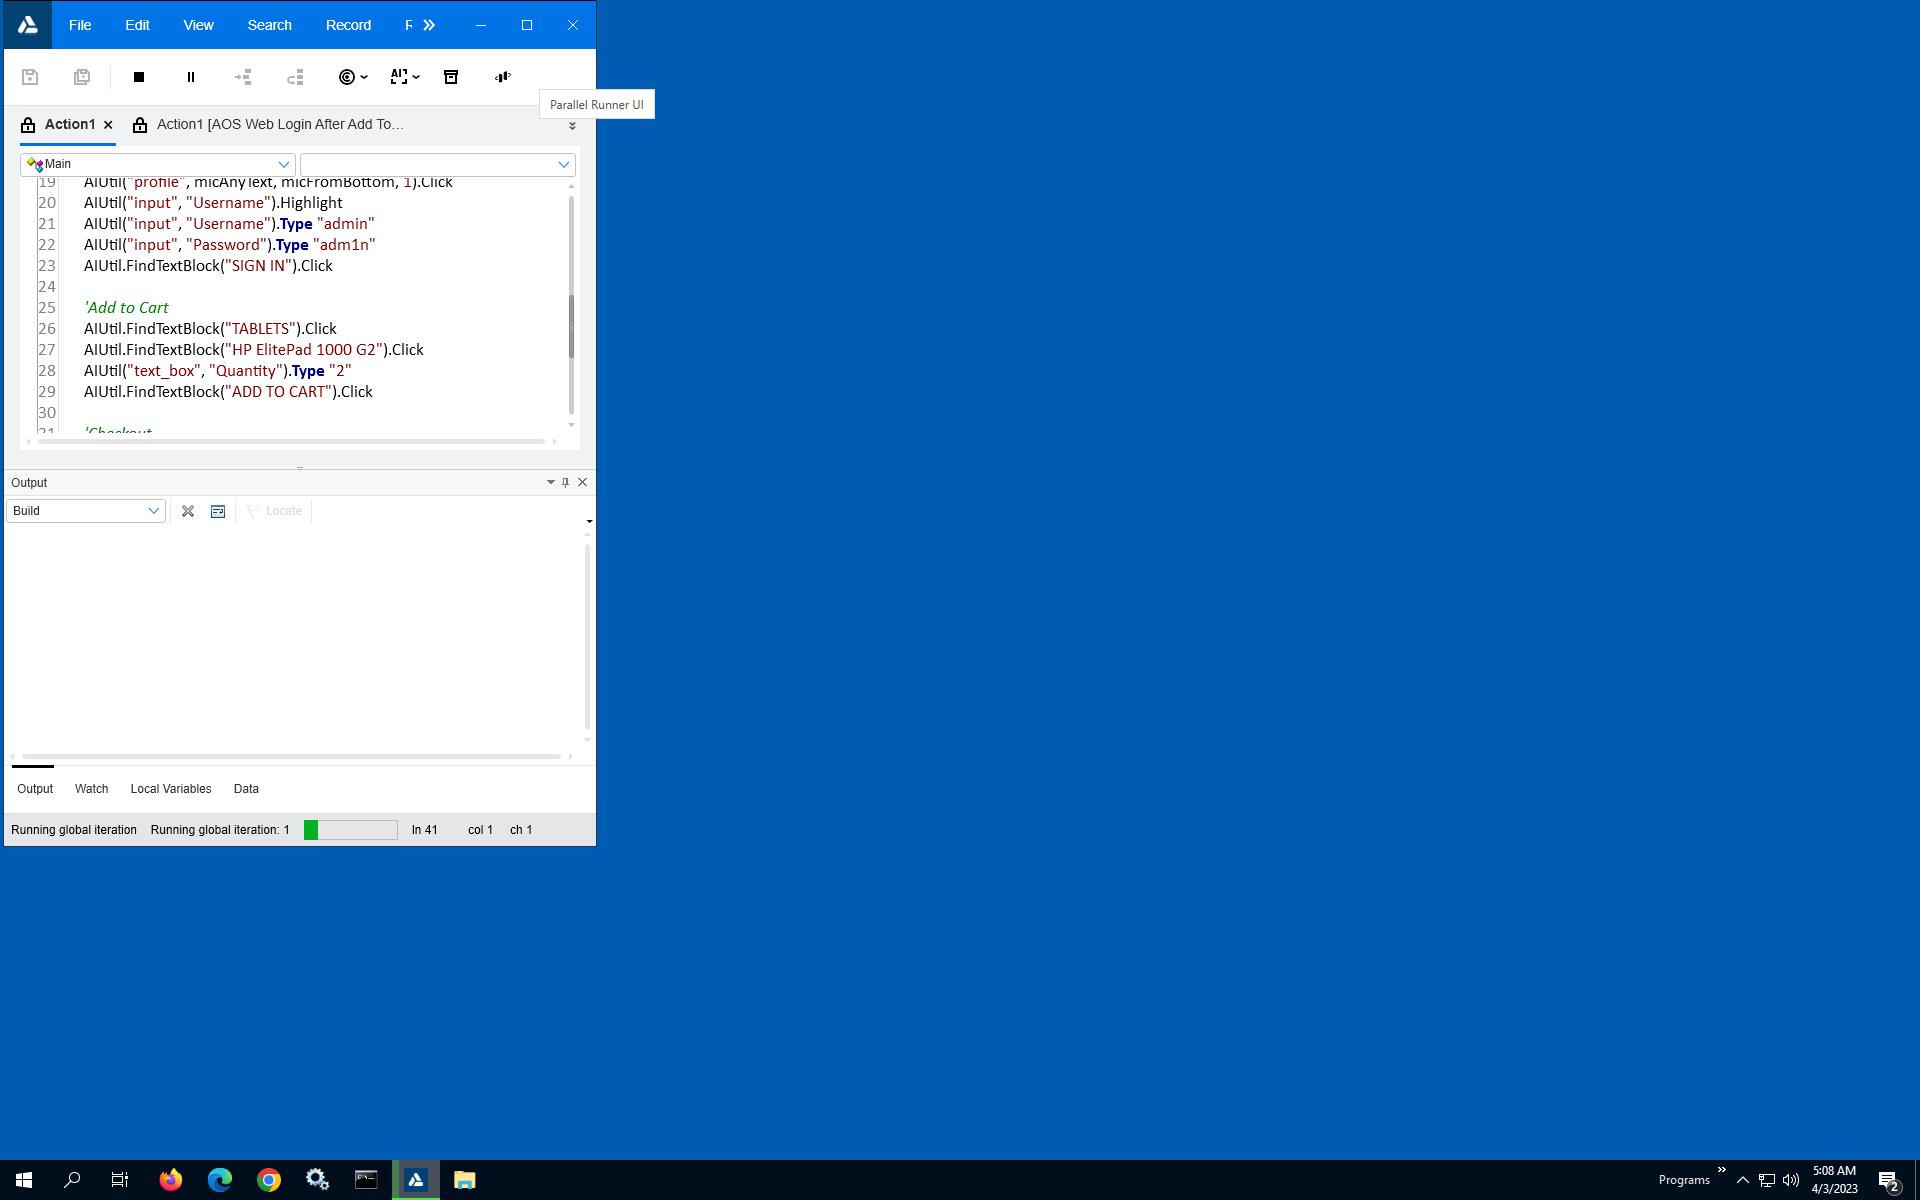 File Edit View Search Record
Parallel Runner UI
Action1 Action1 [AOS Web Login After Add To...
Main
19 AIUtil("profile", micAnyText, micFromBottom, 1).Click
20 AIUtil("input", "Username").Highlight
21 AIUtil("input", "Username").Type "admin"
22 AIUtil("input", "Password").Type "adm1n"
23 AIUtil.FindTextBlock("SIGN IN").Click
24
25 'Add to Cart
26 AIUtil.FindTextBlock("TABLETS").Click
27 AIUtil.FindTextBlock("HP ElitePad 1000 G2").Click
28 AIUtil("text_box", "Quantity").Type "2"
29 AIUtil.FindTextBlock("ADD TO CART").Click
30
31 'Checkout
Output
Build Locate
Output Watch Local Variables Data
Running global iteration Running global iteration: 1 ln 41 col 1 ch 1
Programs 5:08 AM
4/3/2023 2